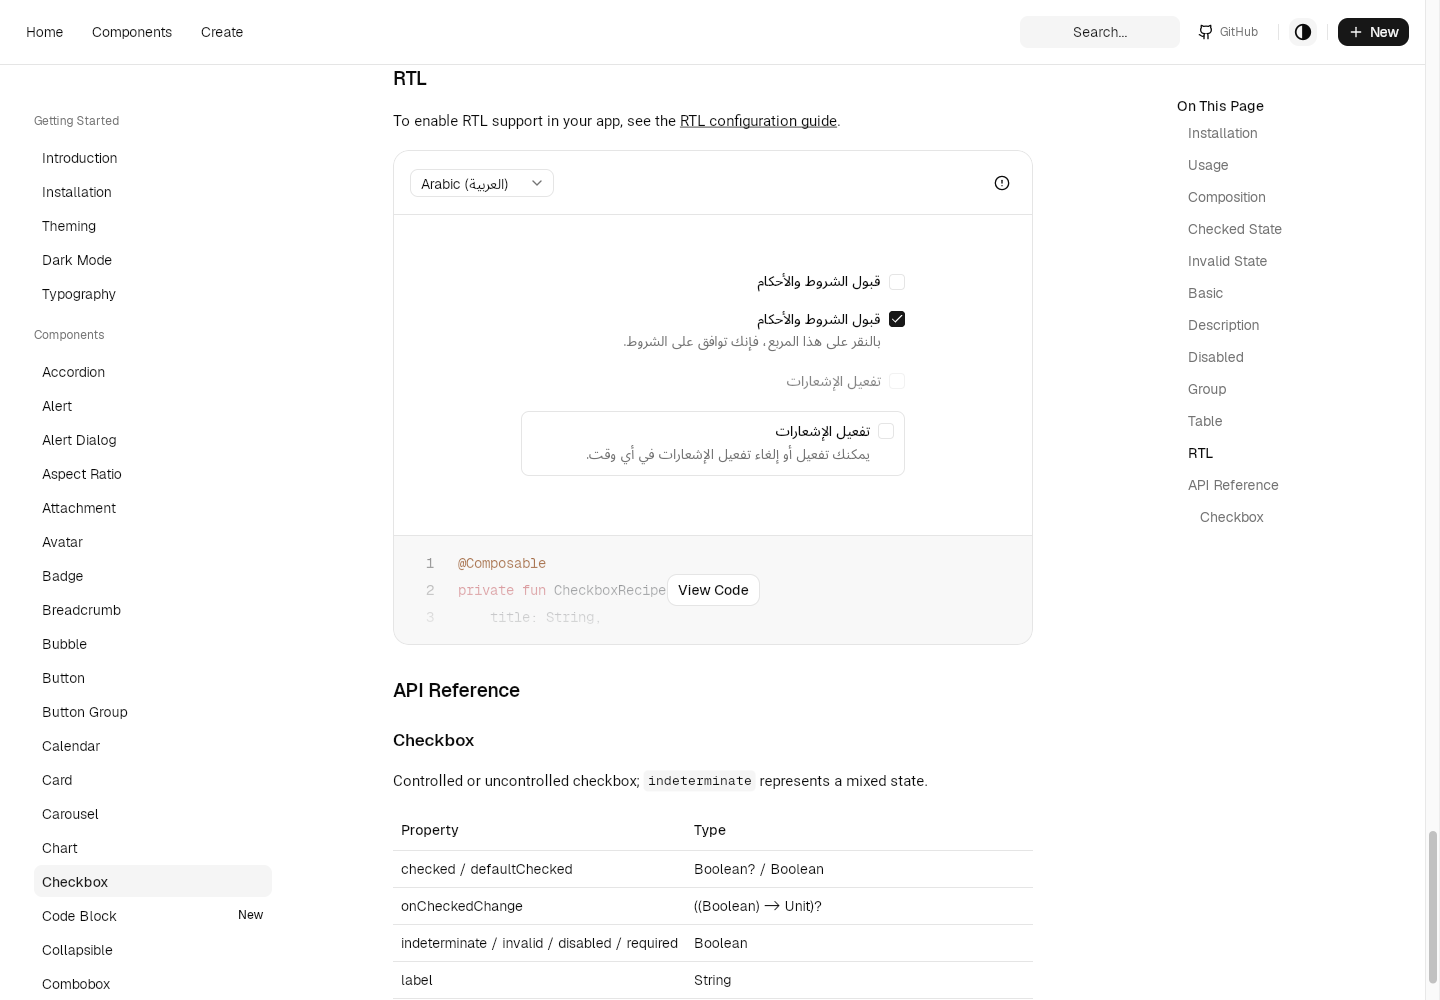 Home
Components
Create
Search...
GitHub
New
Getting Started
Introduction
Installation
Theming
Dark Mode
Typography
Components
Accordion
Alert
Alert Dialog
Aspect Ratio
Attachment
Avatar
Badge
Breadcrumb
Bubble
Button
Button Group
Calendar
Card
Carousel
Chart
Checkbox
Code Block
New
Collapsible
Combobox
RTL
To enable RTL support in your app, see the RTL configuration guide.
Arabic (العربية)
قبول الشروط والأحكام
قبول الشروط والأحكام
بالنقر على هذا المربع، فإنك توافق على الشروط.
تفعيل الإشعارات
تفعيل الإشعارات
يمكنك تفعيل أو إلغاء تفعيل الإشعارات في أي وقت.
1 @Composable
2 private fun CheckboxRecipe
View Code
3 title: String,
API Reference
Checkbox
Controlled or uncontrolled checkbox; indeterminate represents a mixed state.
Property Type
checked / defaultChecked Boolean? / Boolean
onCheckedChange ((Boolean) -> Unit)?
indeterminate / invalid / disabled / required Boolean
label String
On This Page
Installation
Usage
Composition
Checked State
Invalid State
Basic
Description
Disabled
Group
Table
RTL
API Reference
Checkbox